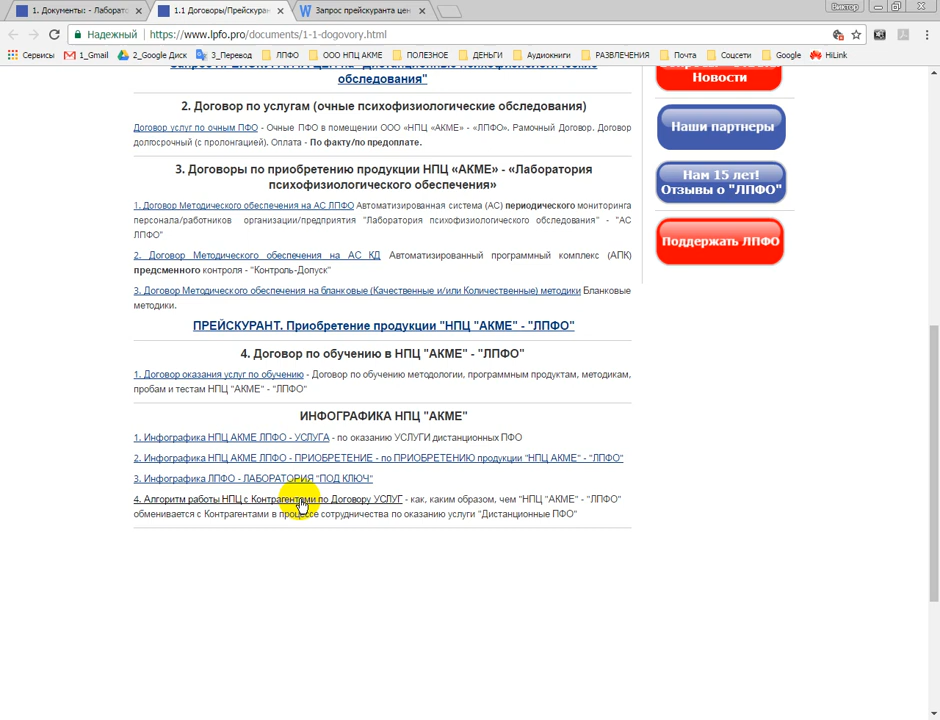 1. Документы: - Лаборато
1.1 Договоры/Прейскуран
Запрос прейскуранта цен
Виктор
Надежный
https://www.lpfo.pro/documents/1-1-dogovory.html
Сервисы
1_Gmail
2_Google Диск
3_Перевод
ЛПФО
ООО НПЦ АКМЕ
ПОЛЕЗНОЕ
ДЕНЬГИ
Аудиокниги
РАЗВЛЕЧЕНИЯ
Почта
Соцсети
Google
HiLink
обследования"
2. Договор по услугам (очные психофизиологические обследования)
Договор услуг по очным ПФО - Очные ПФО в помещении ООО «НПЦ «АКМЕ» - «ЛПФО». Рамочный Договор. Договор
долгосрочный (с пролонгацией). Оплата - По факту/по предоплате.
3. Договоры по приобретению продукции НПЦ «АКМЕ» - «Лаборатория
психофизиологического обеспечения»
1. Договор Методического обеспечения на АС ЛПФО Автоматизированная система (АС) периодического мониторинга
персонала/работников организации/предприятия "Лаборатория психофизиологического обследования" - "АС
ЛПФО"
2. Договор Методического обеспечения на АС КД Автоматизированный программный комплекс (АПК)
предсменного контроля - "Контроль-Допуск"
3. Договор Методического обеспечения на бланковые (Качественные и/или Количественные) методики Бланковые
методики.
ПРЕЙСКУРАНТ. Приобретение продукции "НПЦ "АКМЕ" - "ЛПФО"
4. Договор по обучению в НПЦ "АКМЕ" - "ЛПФО"
1. Договор оказания услуг по обучению - Договор по обучению методологии, программным продуктам, методикам,
пробам и тестам НПЦ "АКМЕ" - "ЛПФО"
ИНФОГРАФИКА НПЦ "АКМЕ"
1. Инфографика НПЦ АКМЕ ЛПФО - УСЛУГА - по оказанию УСЛУГИ дистанционных ПФО
2. Инфографика НПЦ АКМЕ ЛПФО - ПРИОБРЕТЕНИЕ - по ПРИОБРЕТЕНИЮ продукции "НПЦ "АКМЕ" - "ЛПФО"
3. Инфографика ЛПФО - ЛАБОРАТОРИЯ "ПОД КЛЮЧ"
4. Алгоритм работы НПЦ с Контрагентами по Договору УСЛУГ - как, каким образом, чем "НПЦ "АКМЕ" - "ЛПФО"
обменивается с Контрагентами в процессе сотрудничества по оказанию услуги "Дистанционные ПФО"
Новости
Наши партнеры
Нам 15 лет!
Отзывы о "ЛПФО"
Поддержать ЛПФО